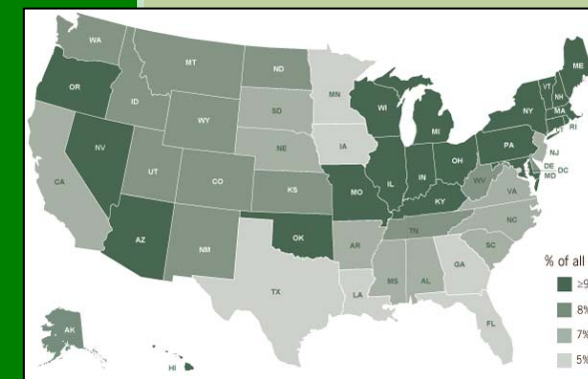 WA
MT
ND
MN
OR
ID
WY
SD
WI
MI
NY
VT
NH
ME
MA
RI
CT
NV
UT
CO
NE
KS
IA
MO
IL
IN
OH
PA
NJ
DE
DC
MD
WV
VA
KY
CA
AZ
NM
OK
AR
TN
NC
SC
MS
AL
GA
TX
LA
FL
AK
HI
% of all
≥9
8%
7%
5%